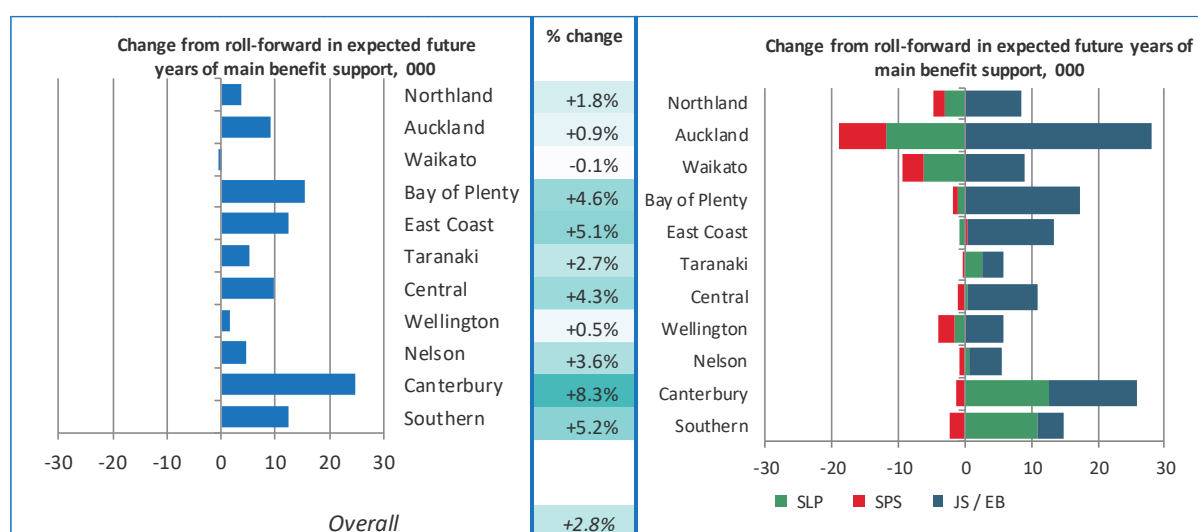 Change from roll-forward in expected future
years of main benefit support, 000
Northland
Auckland
Waikato
Bay of Plenty
East Coast
Taranaki
Central
Wellington
Nelson
Canterbury
Southern
-30 -20 -10 0 10 20 30
Overall
% change
+1.8%
+0.9%
-0.1%
+4.6%
+5.1%
+2.7%
+4.3%
+0.5%
+3.6%
+8.3%
+5.2%
+2.8%
Change from roll-forward in expected future years of
main benefit support, 000
Northland
Auckland
Waikato
Bay of Plenty
East Coast
Taranaki
Central
Wellington
Nelson
Canterbury
Southern
-30 -20 -10 0 10 20 30
SLP SPS JS / EB